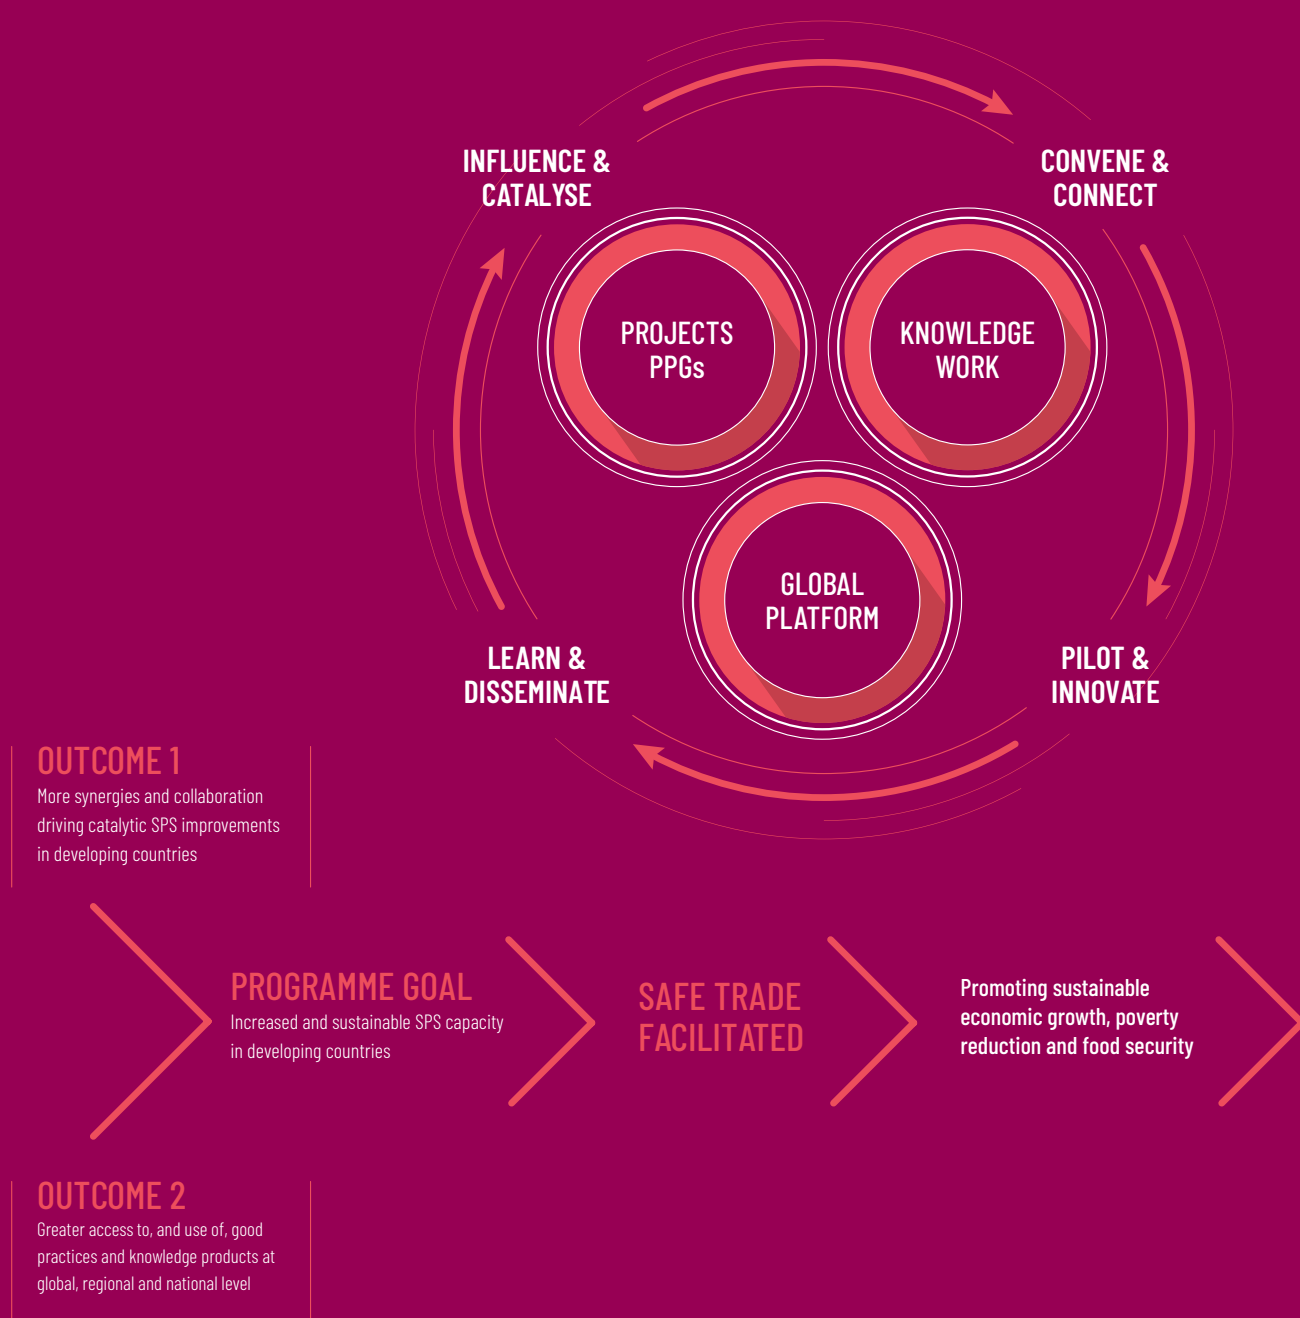 INFLUENCE &
CATALYSE
CONVENE &
CONNECT
PROJECTS
PPGs
KNOWLEDGE
WORK
GLOBAL
PLATFORM
LEARN &
DISSEMINATE
PILOT &
INNOVATE
OUTCOME 1
More synergies and collaboration
driving catalytic SPS improvements
in developing countries
PROGRAMME GOAL
Increased and sustainable SPS capacity
in developing countries
SAFE TRADE
FACILITATED
Promoting sustainable
economic growth, poverty
reduction and food security
OUTCOME 2
Greater access to, and use of, good
practices and knowledge products at
global, regional and national level